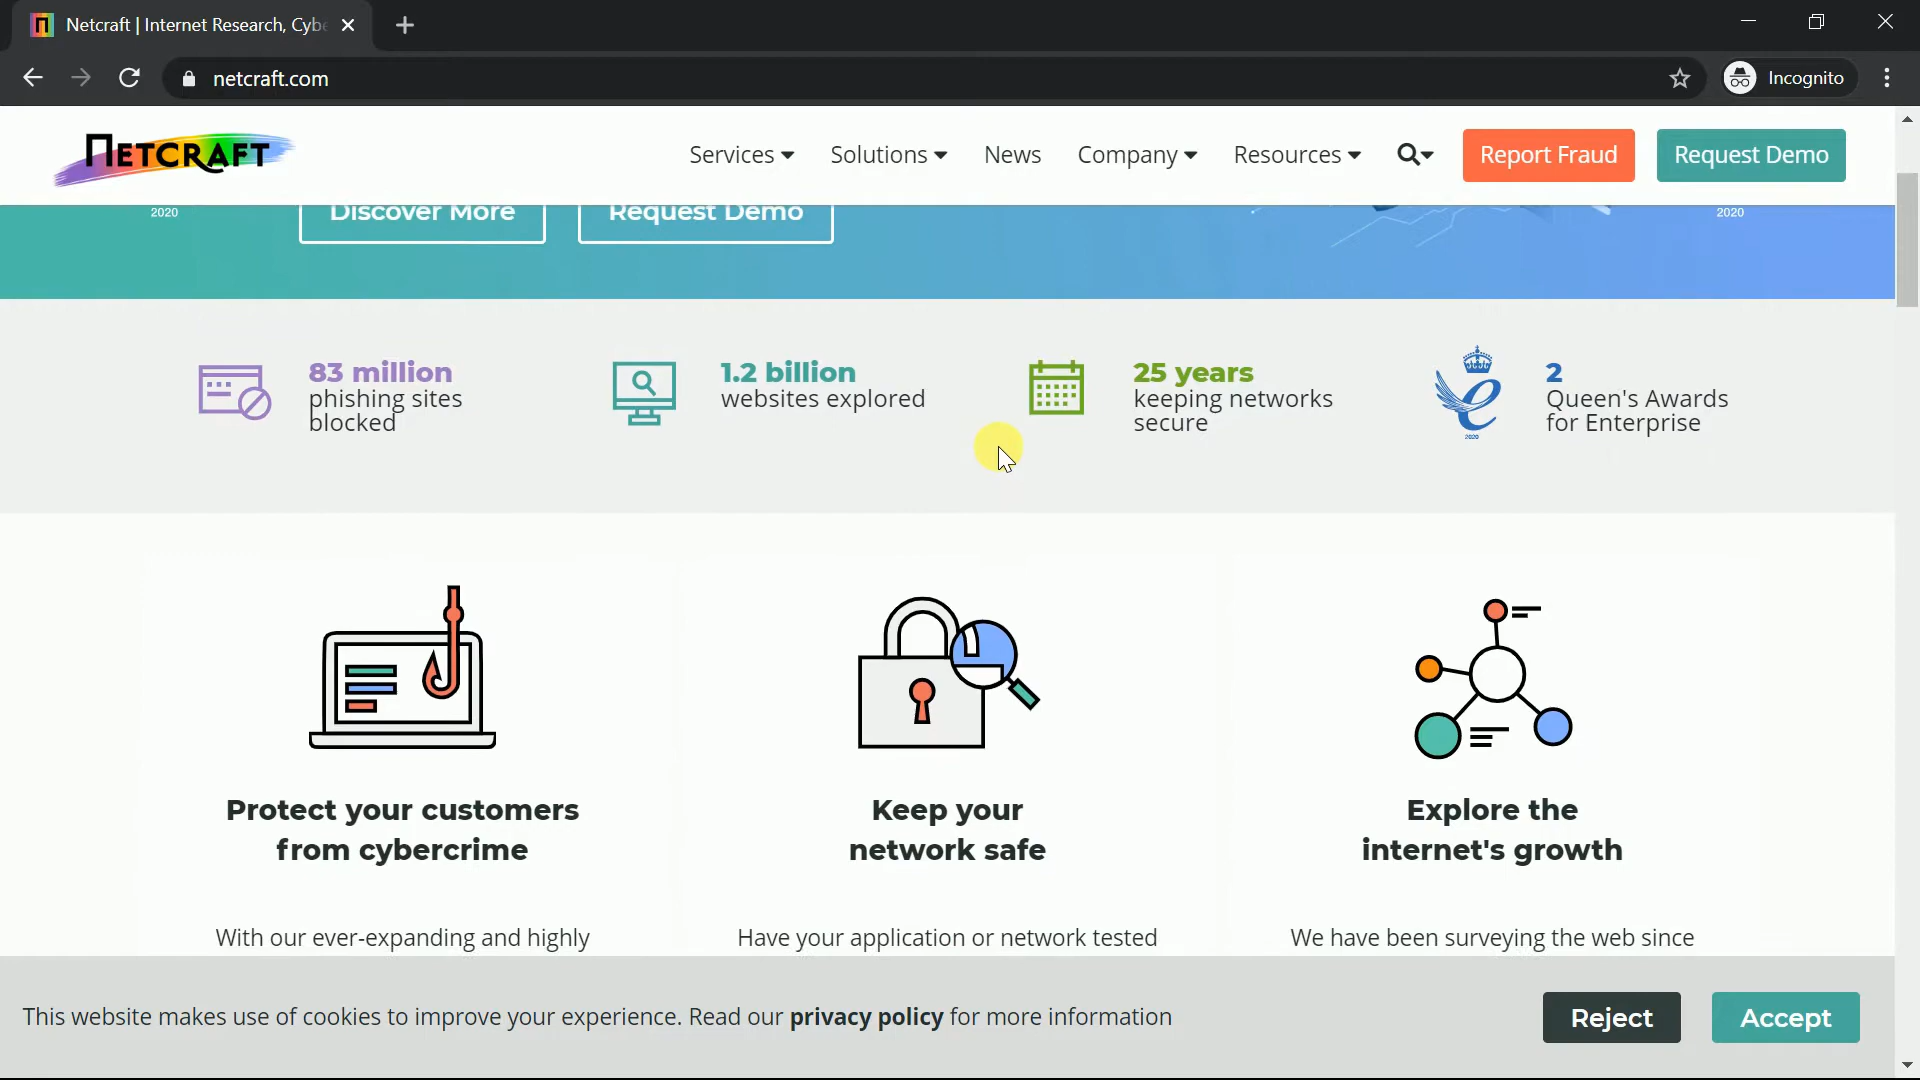 Netcraft | Internet Research, Cybe
netcraft.com
Incognito
NETCRAFT
Services
Solutions
News
Company
Resources
Report Fraud
Request Demo
2020
Discover More
Request Demo
2020
83 million
phishing sites
blocked
1.2 billion
websites explored
25 years
keeping networks
secure
2020
2
Queen's Awards
for Enterprise
Protect your customers
from cybercrime
Keep your
network safe
Explore the
internet's growth
With our ever-expanding and highly
Have your application or network tested
We have been surveying the web since
This website makes use of cookies to improve your experience. Read our privacy policy for more information
Reject
Accept